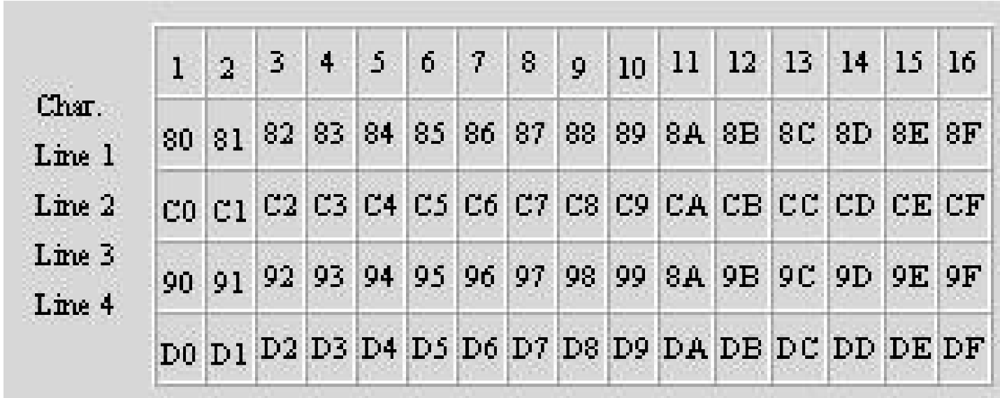 1 2 3 4 5 6 7 8 9 10 11 12 13 14 15 16
Char.
80 81 82 83 84 85 86 87 88 89 8A 8B 8C 8D 8E 8F
Line 1
Line 2
C0 C1 C2 C3 C4 C5 C6 C7 C8 C9 CA CB CC CD CE CF
Line 3
90 91 92 93 94 95 96 97 98 99 8A 9B 9C 9D 9E 9F
Line 4
D0 D1 D2 D3 D4 D5 D6 D7 D8 D9 DA DB DC DD DE DF